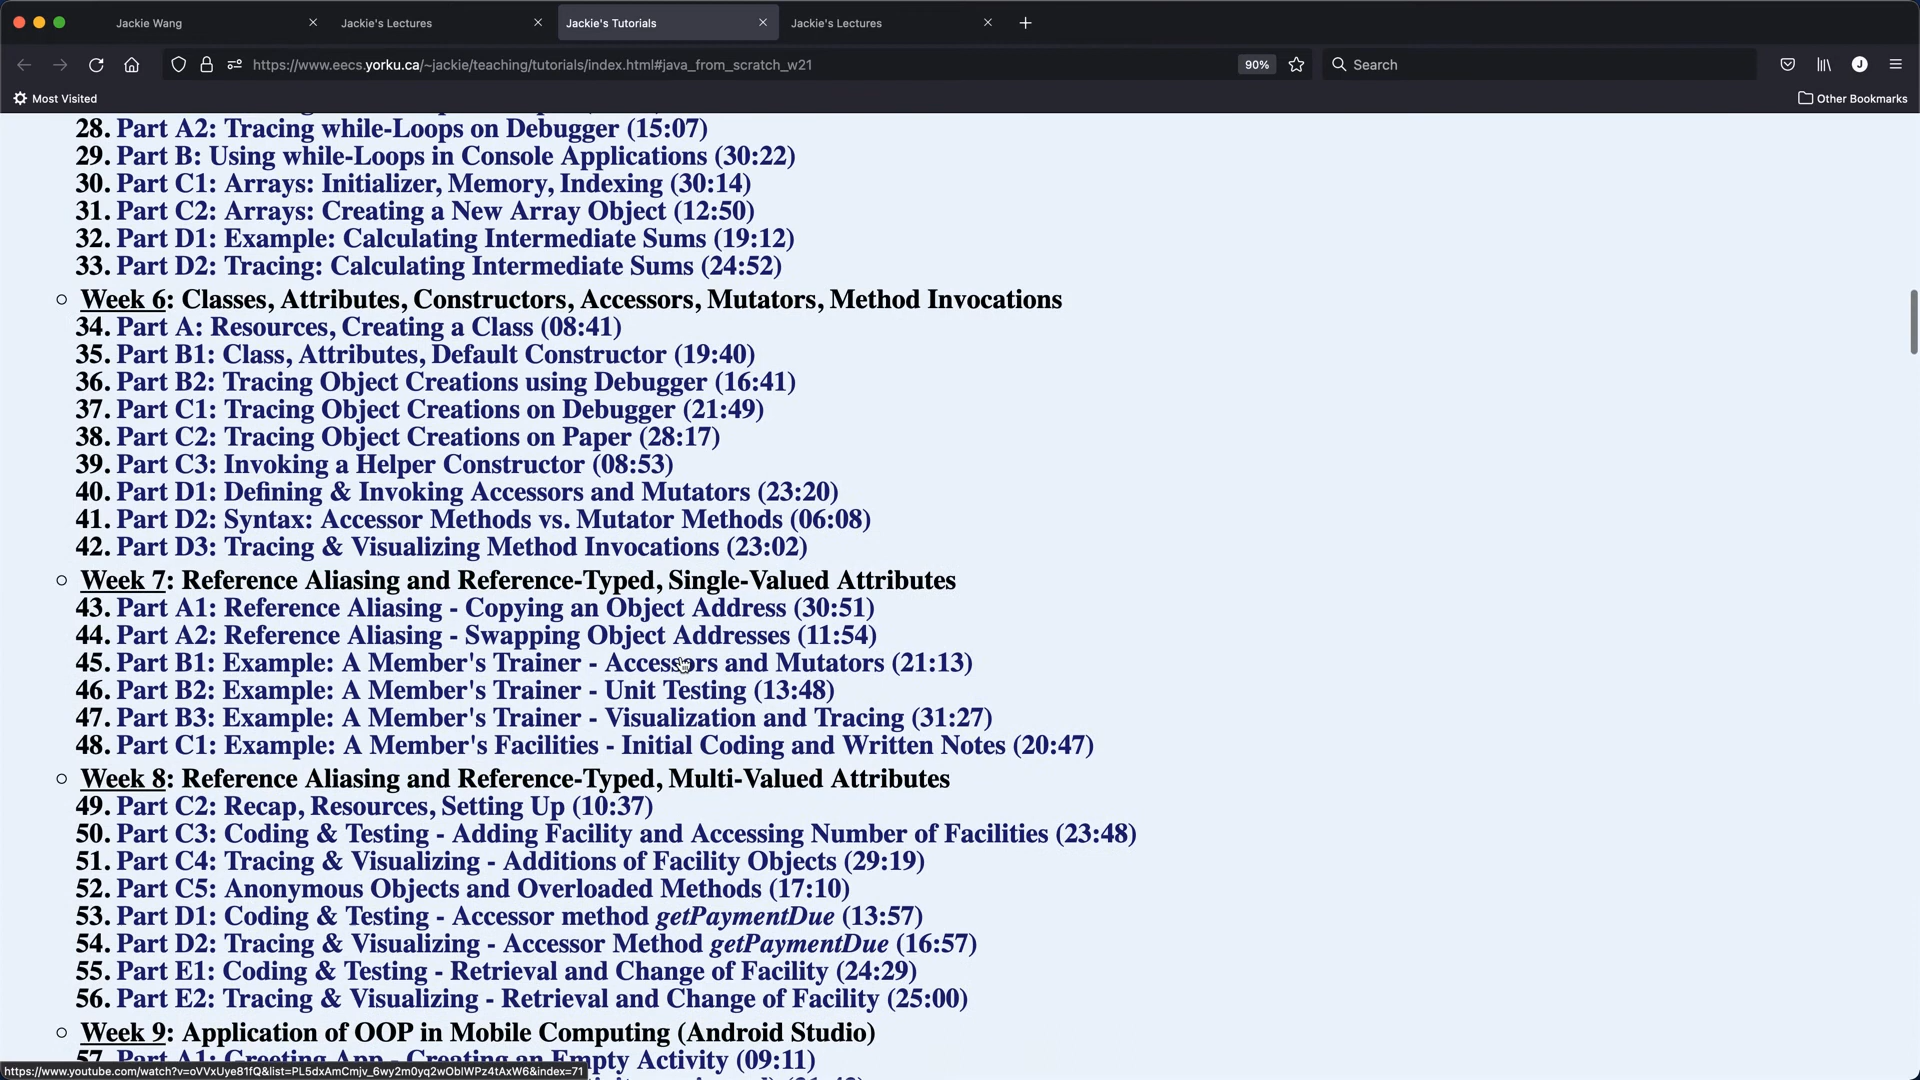 Jackie Wang
Jackie's Lectures
Jackie's Tutorials
Jackie's Lectures
https://www.eecs.yorku.ca/~jackie/teaching/tutorials/index.html#java_from_scratch_w21
90%
Search
J
Most Visited
Other Bookmarks
28. Part A2: Tracing while-Loops on Debugger (15:07)
29. Part B: Using while-Loops in Console Applications (30:22)
30. Part C1: Arrays: Initializer, Memory, Indexing (30:14)
31. Part C2: Arrays: Creating a New Array Object (12:50)
32. Part D1: Example: Calculating Intermediate Sums (19:12)
33. Part D2: Tracing: Calculating Intermediate Sums (24:52)
Week 6: Classes, Attributes, Constructors, Accessors, Mutators, Method Invocations
34. Part A: Resources, Creating a Class (08:41)
35. Part B1: Class, Attributes, Default Constructor (19:40)
36. Part B2: Tracing Object Creations using Debugger (16:41)
37. Part C1: Tracing Object Creations on Debugger (21:49)
38. Part C2: Tracing Object Creations on Paper (28:17)
39. Part C3: Invoking a Helper Constructor (08:53)
40. Part D1: Defining & Invoking Accessors and Mutators (23:20)
41. Part D2: Syntax: Accessor Methods vs. Mutator Methods (06:08)
42. Part D3: Tracing & Visualizing Method Invocations (23:02)
Week 7: Reference Aliasing and Reference-Typed, Single-Valued Attributes
43. Part A1: Reference Aliasing - Copying an Object Address (30:51)
44. Part A2: Reference Aliasing - Swapping Object Addresses (11:54)
45. Part B1: Example: A Member's Trainer - Accessors and Mutators (21:13)
46. Part B2: Example: A Member's Trainer - Unit Testing (13:48)
47. Part B3: Example: A Member's Trainer - Visualization and Tracing (31:27)
48. Part C1: Example: A Member's Facilities - Initial Coding and Written Notes (20:47)
Week 8: Reference Aliasing and Reference-Typed, Multi-Valued Attributes
49. Part C2: Recap, Resources, Setting Up (10:37)
50. Part C3: Coding & Testing - Adding Facility and Accessing Number of Facilities (23:48)
51. Part C4: Tracing & Visualizing - Additions of Facility Objects (29:19)
52. Part C5: Anonymous Objects and Overloaded Methods (17:10)
53. Part D1: Coding & Testing - Accessor method getPaymentDue (13:57)
54. Part D2: Tracing & Visualizing - Accessor Method getPaymentDue (16:57)
55. Part E1: Coding & Testing - Retrieval and Change of Facility (24:29)
56. Part E2: Tracing & Visualizing - Retrieval and Change of Facility (25:00)
Week 9: Application of OOP in Mobile Computing (Android Studio)
57. Part A1: Greeting App - Creating an Empty Activity (09:11)
https://www.youtube.com/watch?v=oVVxUye81fQ&list=PL5dxAmCmjv_6wy2m0yq2wOblWPz4tAxW6&index=71